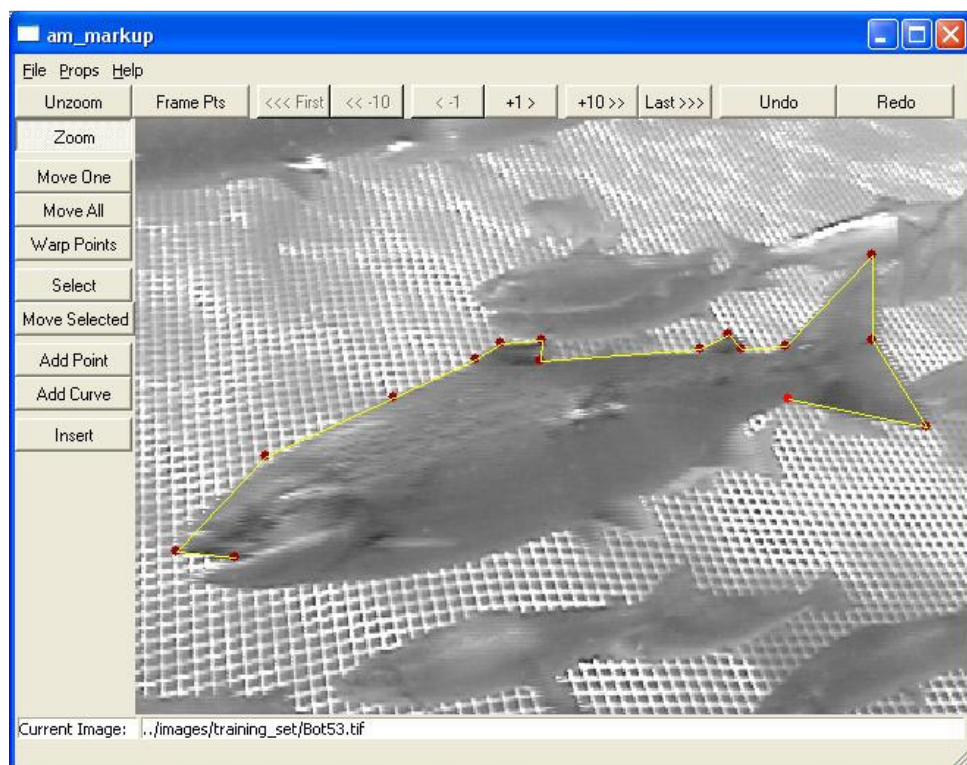 am_markup
File Props Help
Unzoom Frame Pts <<< First << -10 < -1 +1 > +10 >> Last >>> Undo Redo
Zoom
Move One
Move All
Warp Points
Select
Move Selected
Add Point
Add Curve
Insert
Current Image: ../images/training_set/Bot53.tif